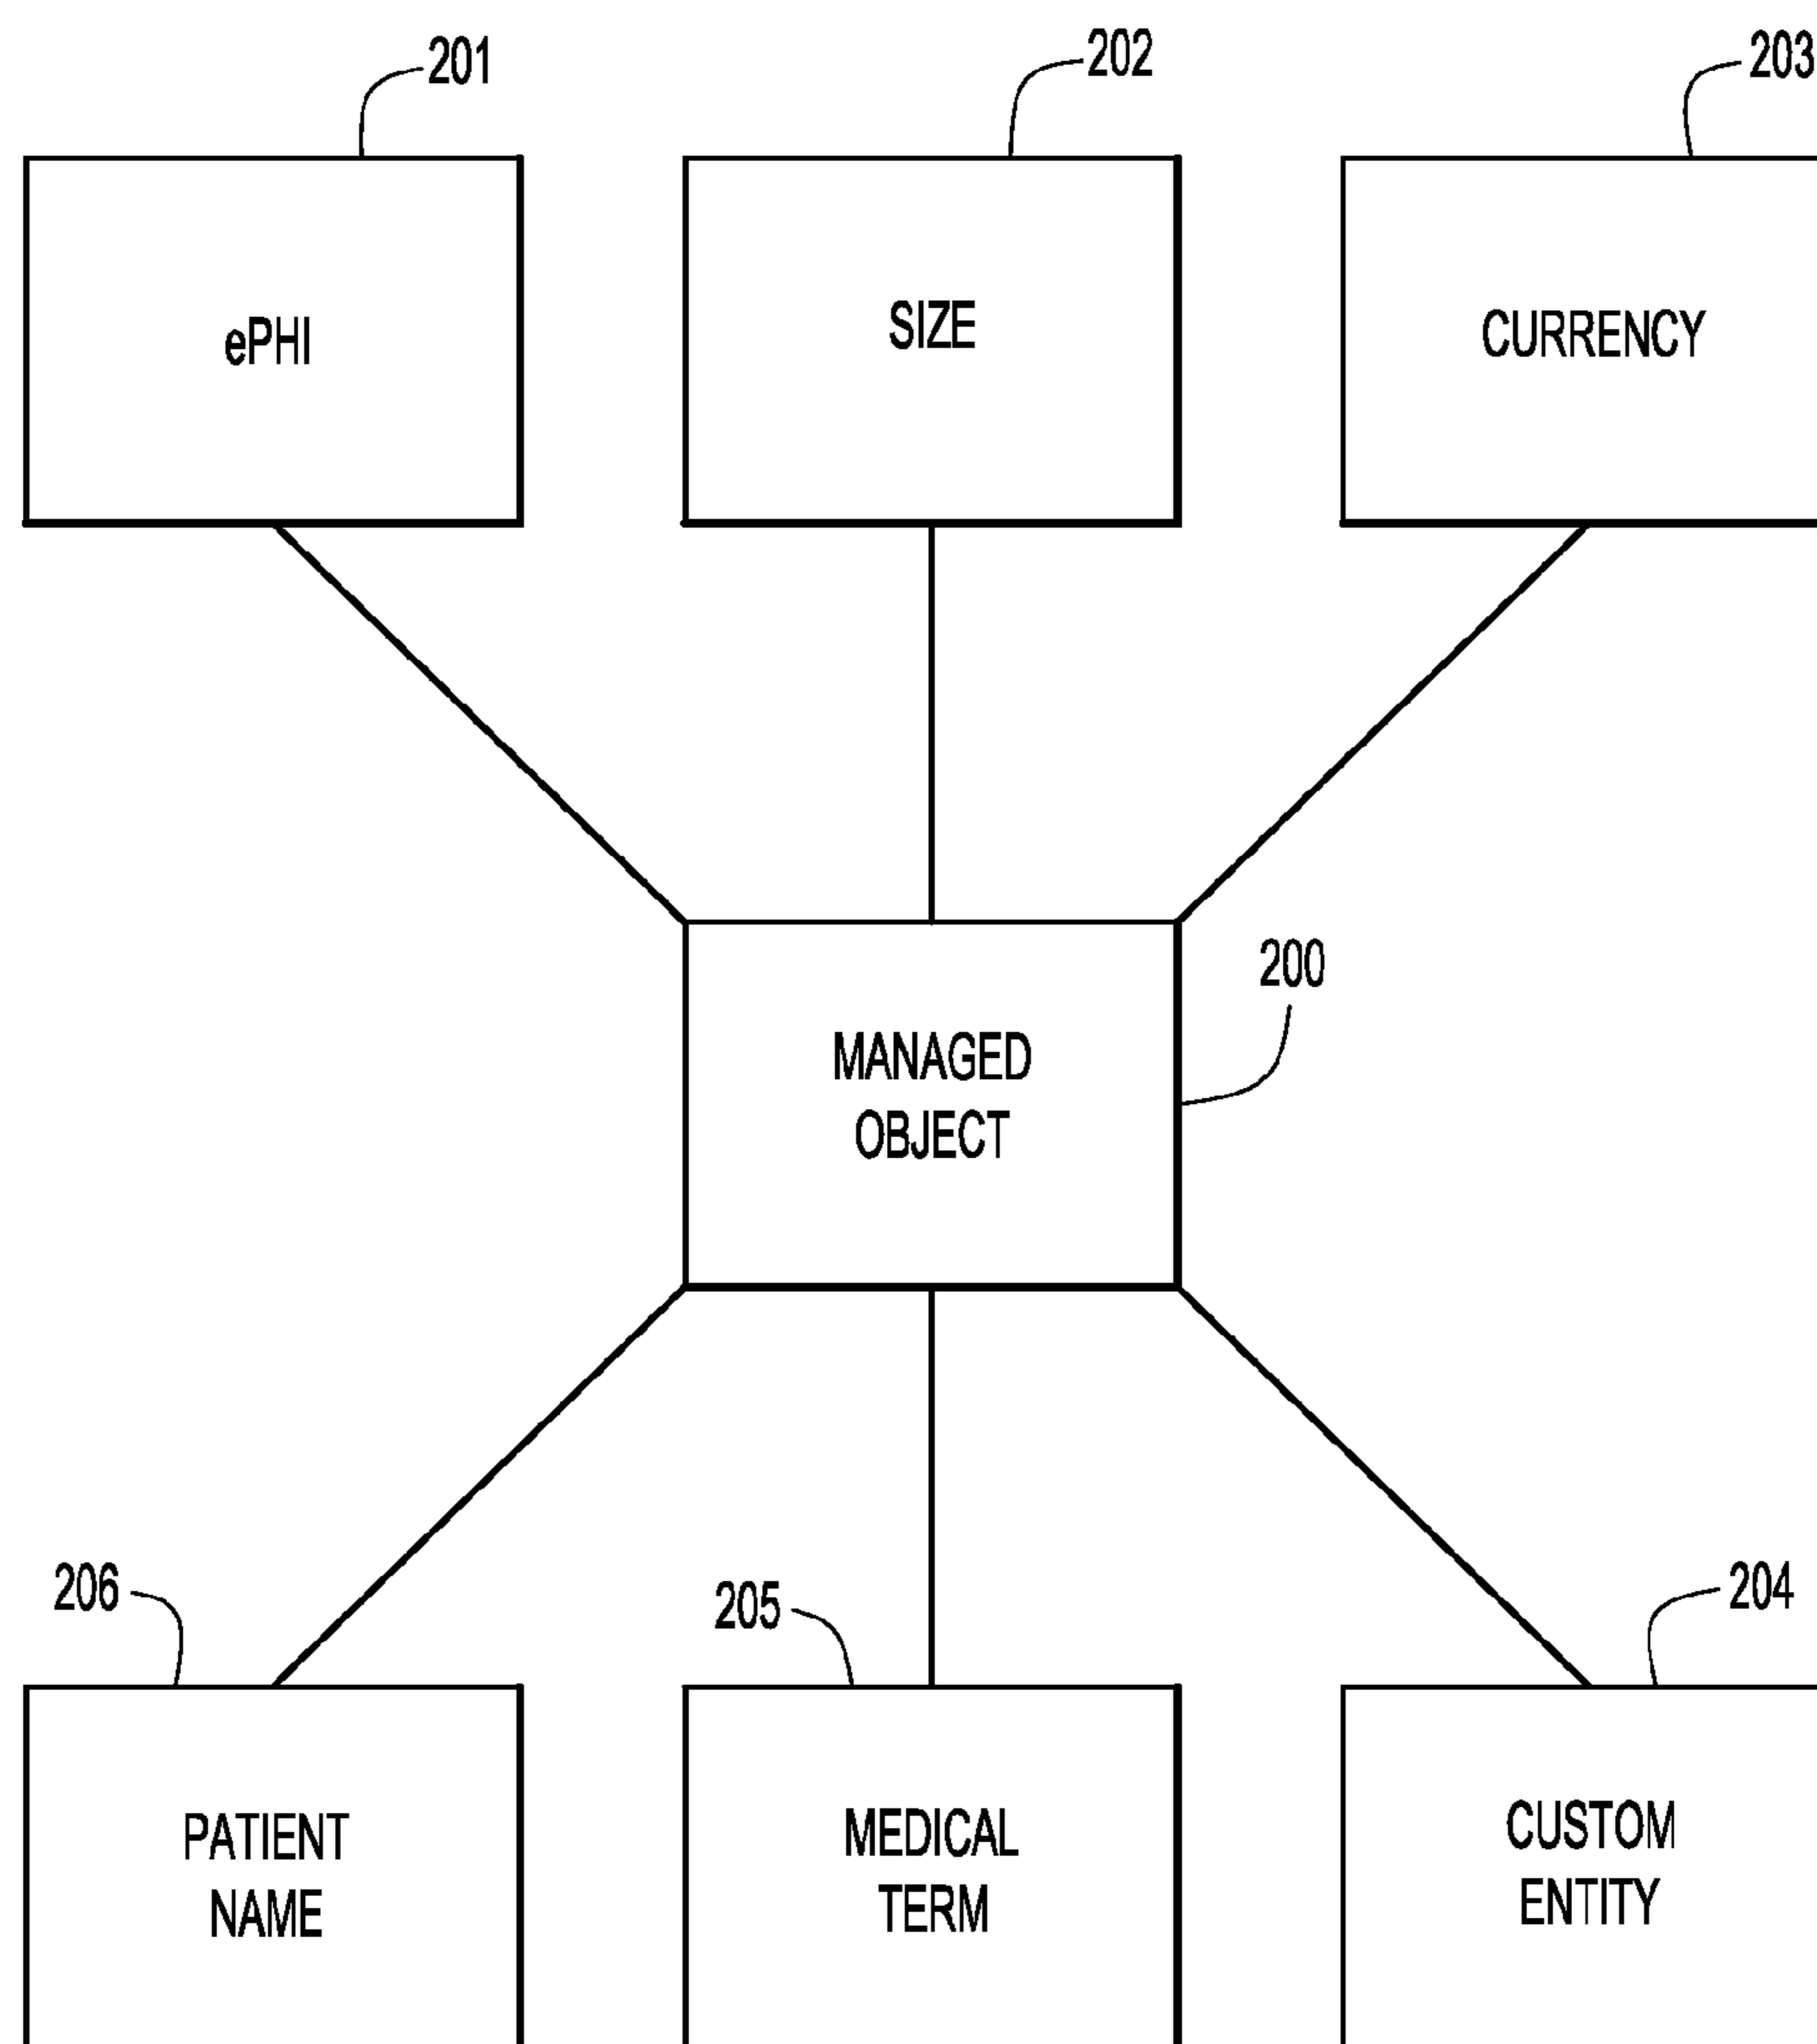 201
202
203
ePHI
SIZE
CURRENCY
200
MANAGED
OBJECT
206
205
204
PATIENT
NAME
MEDICAL
TERM
CUSTOM
ENTITY